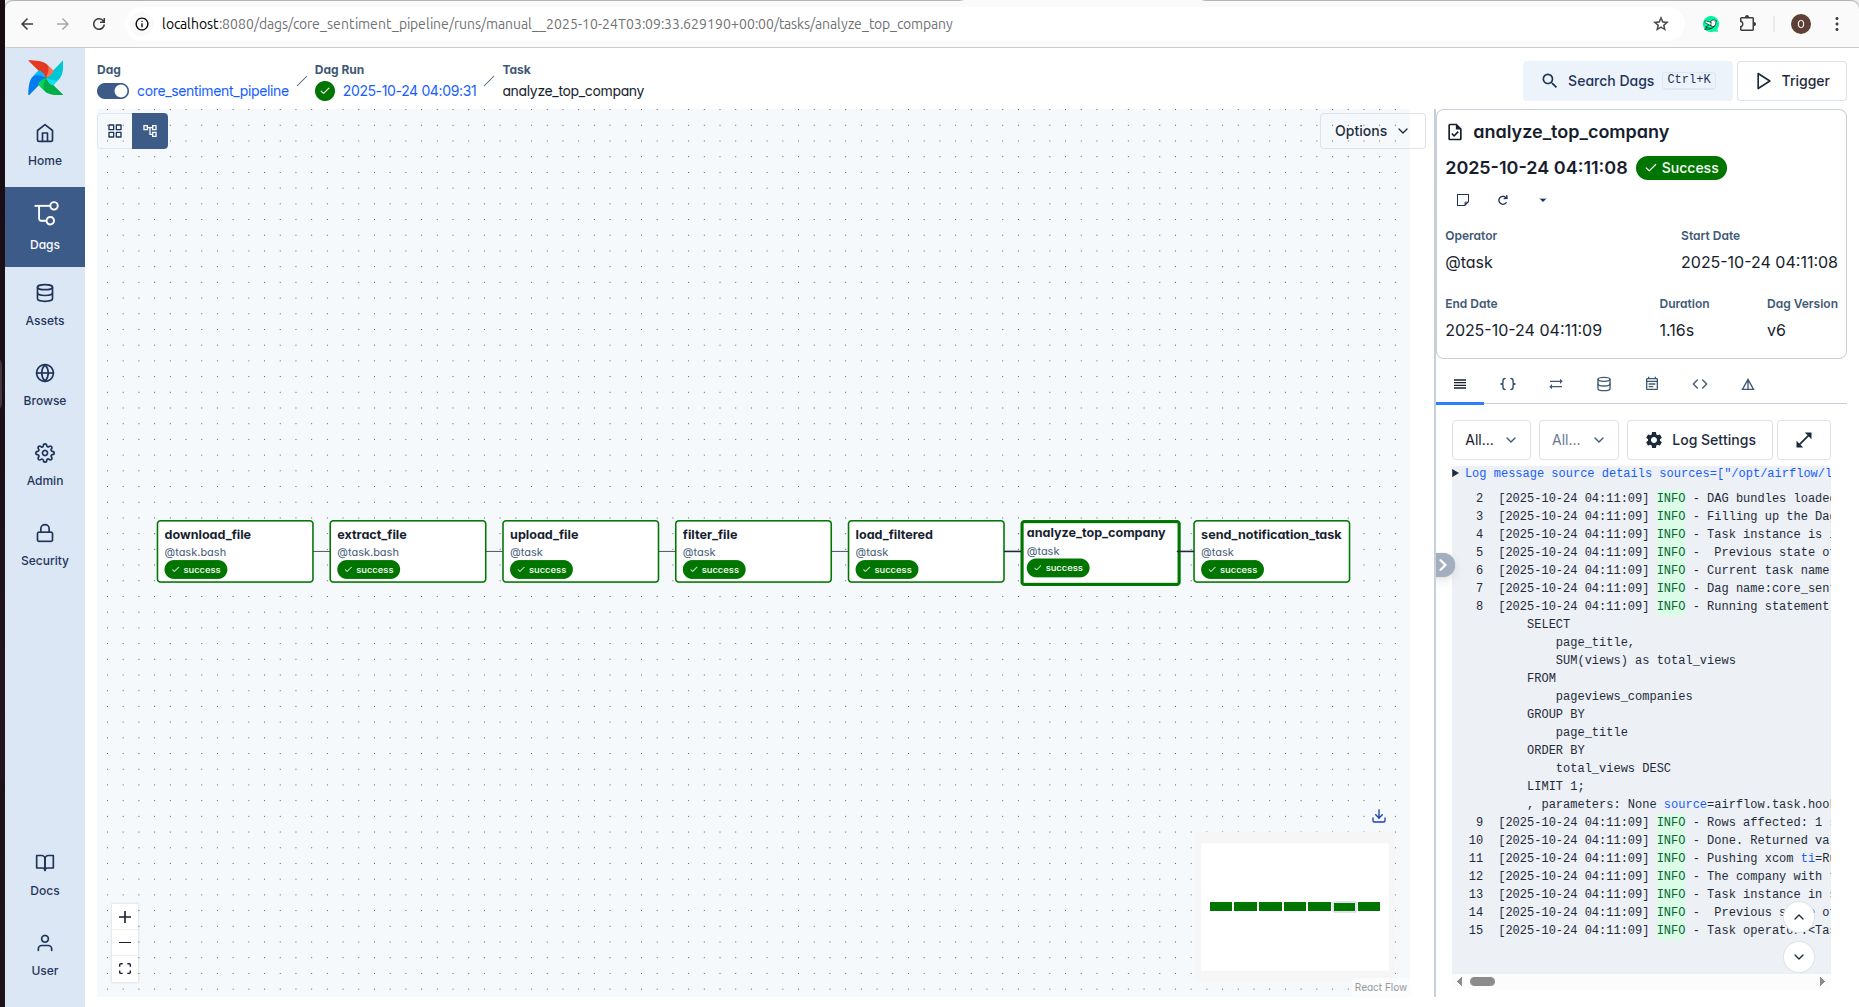 localhost:8080/dags/core_sentiment_pipeline/runs/manual__2025-10-24T03:09:33.629190+00:00/tasks/analyze_top_company
O
Dag
core_sentiment_pipeline
Dag Run
2025-10-24 04:09:31
Task
analyze_top_company
Search Dags Ctrl+K
Trigger
Home
Dags
Assets
Browse
Admin
Security
Docs
User
Options
download_file
@task.bash
success
extract_file
@task.bash
success
upload_file
@task
success
filter_file
@task
success
load_filtered
@task
success
analyze_top_company
@task
success
send_notification_task
@task
success
React Flow
analyze_top_company
2025-10-24 04:11:08 Success
Operator
@task
Start Date
2025-10-24 04:11:08
End Date
2025-10-24 04:11:09
Duration
1.16s
Dag Version
v6
All...
All...
Log Settings
Log message source details sources=["/opt/airflow/l
2 [2025-10-24 04:11:09] INFO - DAG bundles loade
3 [2025-10-24 04:11:09] INFO - Filling up the Da
4 [2025-10-24 04:11:09] INFO - Task instance is
5 [2025-10-24 04:11:09] INFO - Previous state o
6 [2025-10-24 04:11:09] INFO - Current task name
7 [2025-10-24 04:11:09] INFO - Dag name:core_sen
8 [2025-10-24 04:11:09] INFO - Running statement
SELECT
page_title,
SUM(views) as total_views
FROM
pageviews_companies
GROUP BY
page_title
ORDER BY
total_views DESC
LIMIT 1;
, parameters: None source=airflow.task.hoo
9 [2025-10-24 04:11:09] INFO - Rows affected: 1
10 [2025-10-24 04:11:09] INFO - Done. Returned va
11 [2025-10-24 04:11:09] INFO - Pushing xcom ti=R
12 [2025-10-24 04:11:09] INFO - The company with
13 [2025-10-24 04:11:09] INFO - Task instance in
14 [2025-10-24 04:11:09] INFO - Previous
15 [2025-10-24 04:11:09] INFO - Task operato